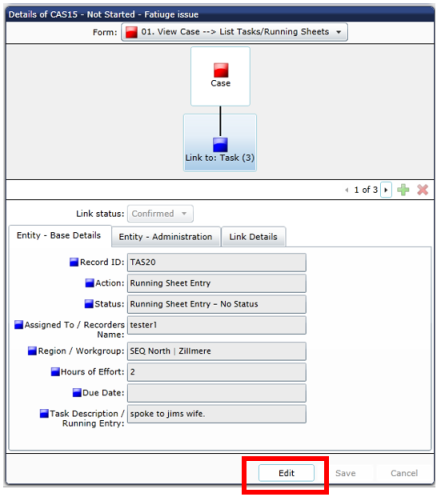 Details of CAS15 - Not Started - Fatiuge issue
Form: 01. View Case --> List Tasks/Running Sheets
Case
Link to: Task (3)
1 of 3
Link status: Confirmed
Entity - Base Details Entity - Administration Link Details
Record ID: TAS20
Action: Running Sheet Entry
Status: Running Sheet Entry - No Status
Assigned To / Recorders Name: tester1
Region / Workgroup: SEQ North | Zillmere
Hours of Effort: 2
Due Date:
Task Description / Running Entry: spoke to jims wife.
Edit Save Cancel